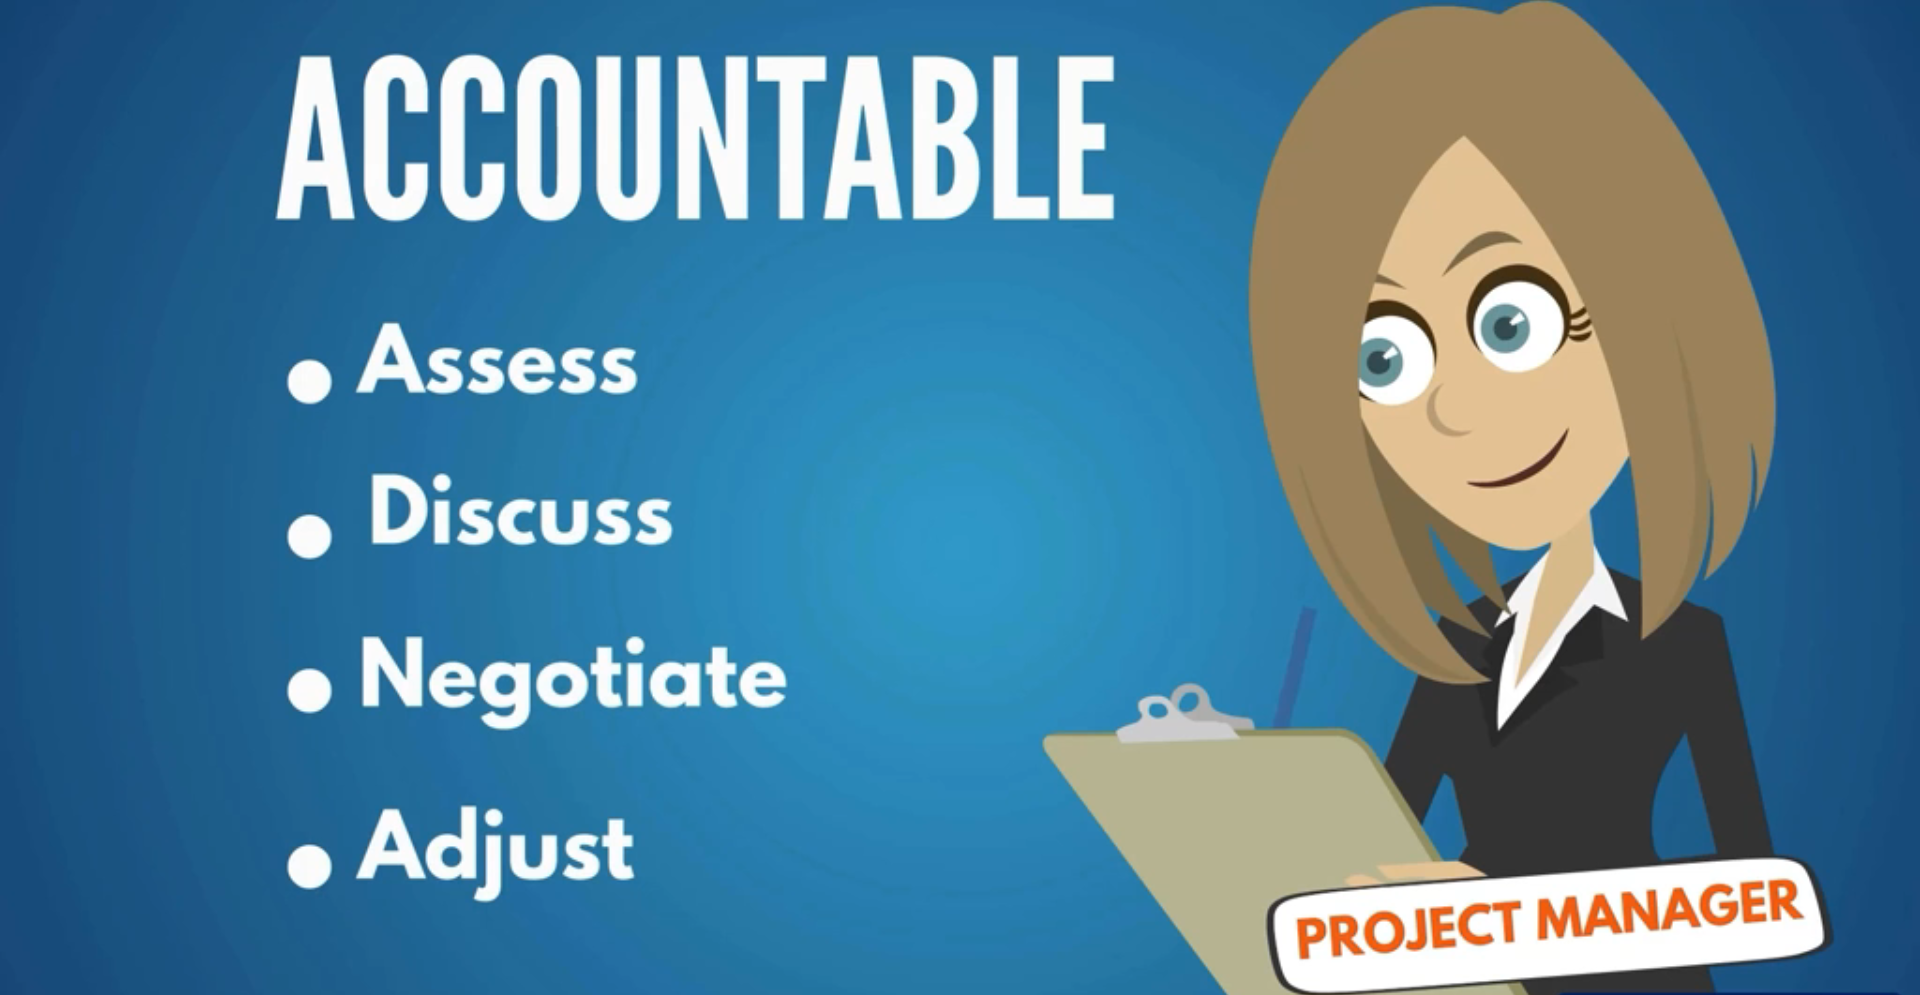 ACCOUNTABLE
Assess
Discuss
Negotiate
Adjust
PROJECT MANAGER